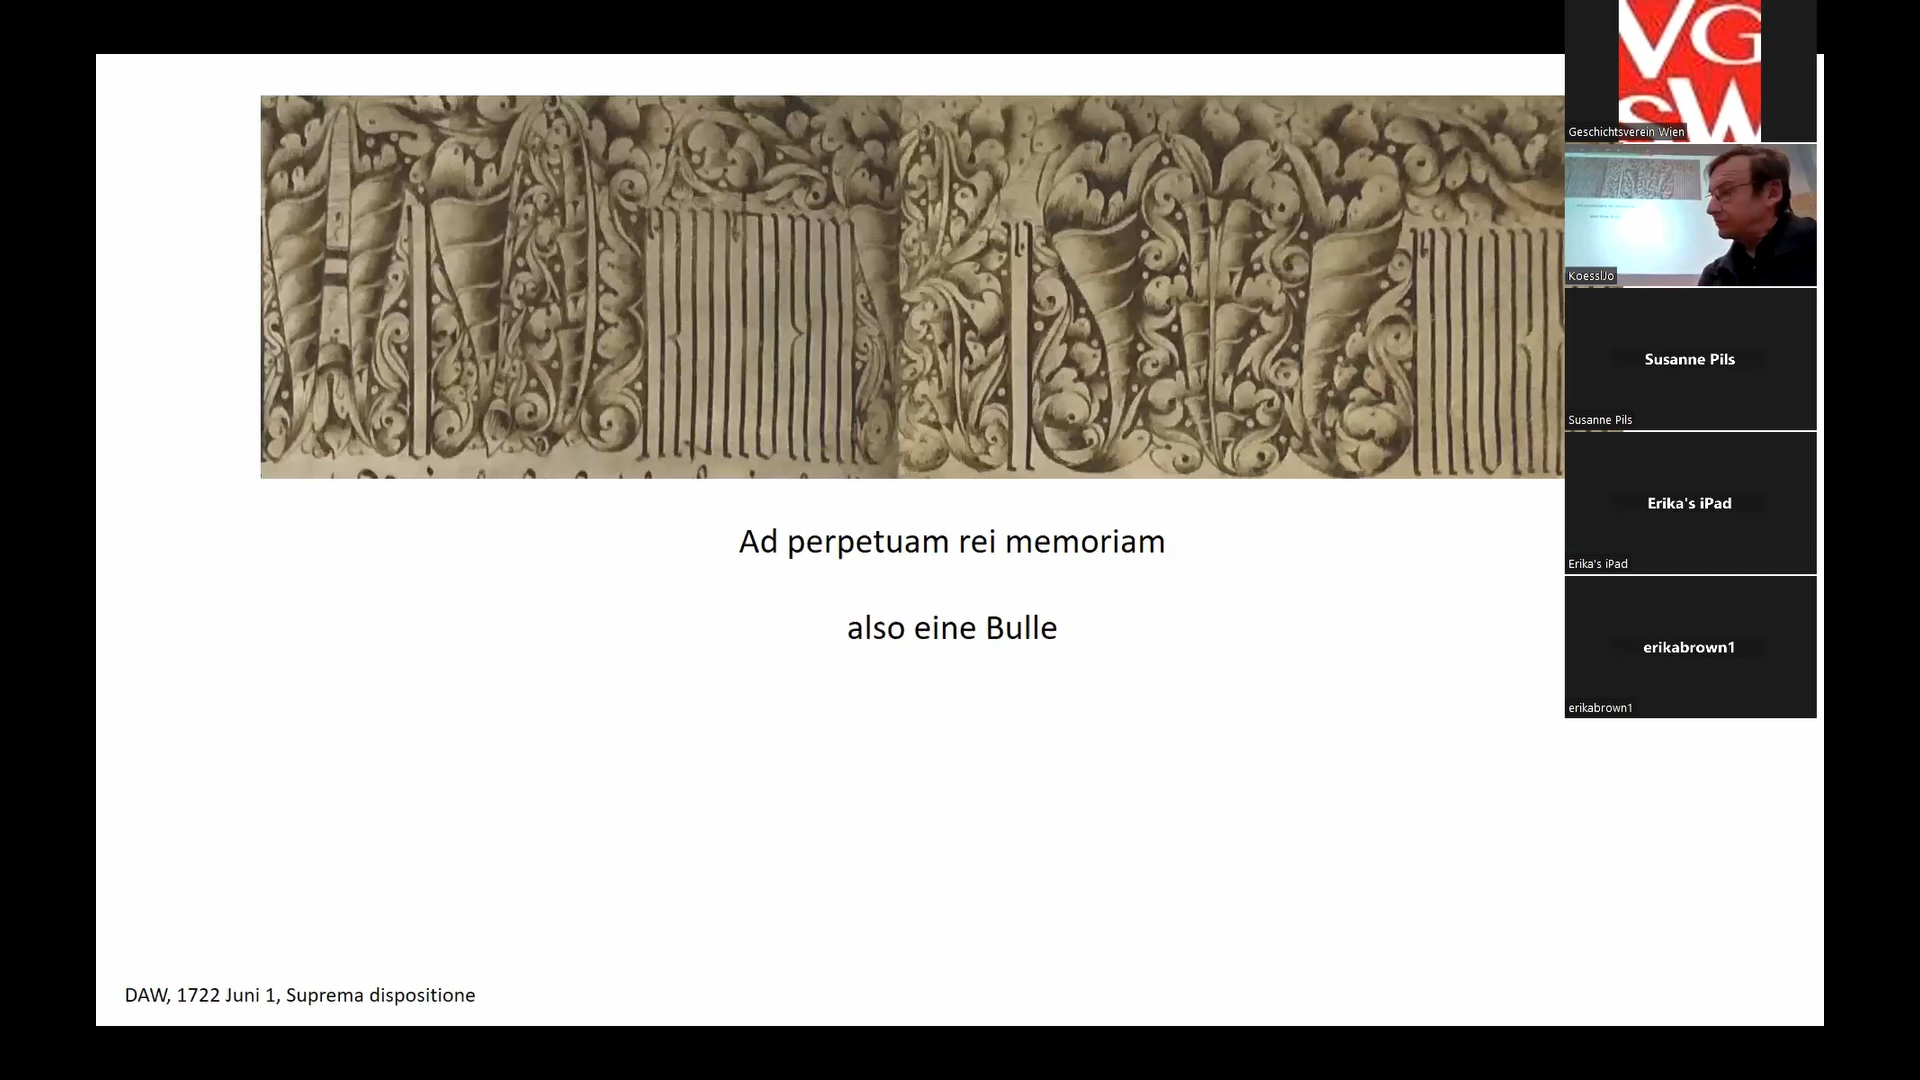 Ad perpetuam rei memoriam
also eine Bulle
DAW, 1722 Juni 1, Suprema dispositione
VG
SW
Geschichtsverein Wien
KoesslJo
Susanne Pils
Susanne Pils
Erika's iPad
Erika's iPad
erikabrown1
erikabrown1